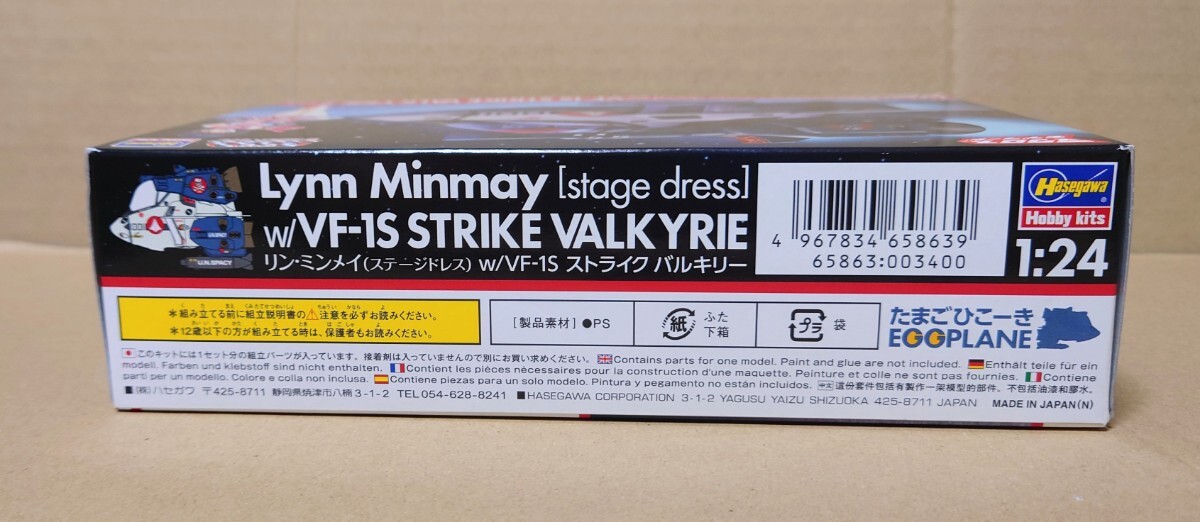 Lynn Minmay [stage dress]
w/VF-1S STRIKE VALKYRIE
リン・ミンメイ(ステージドレス) w/VF-1S ストライク バルキリー
U.N.SPACY
4 967834 658639
65863:003400
Hasegawa
Hobby kits
1:24
＊組み立てる前に組立説明書の⚠注意を必ずお読みください。
＊12歳以下の方が組み立てる時は、保護者もお読みください。
[製品素材] ●PS
紙 ふた 下箱
プラ 袋
たまごひこーき
EGGPLANE
このキットには1セット分の組立パーツが入っています。接着剤は入っていませんので別にお買い求めください。 Contains parts for one model. Paint and glue are not included. Enthält teile für ein
modell. Farben und klebstoff sind nicht enthalten. Contient les pièces nécessaires pour la construction d'une maquette. Peinture et colle ne sont pas fournies. Contiene
parti per un modello. Colore e colla non inclusa. Contiene piezas para un solo modelo. Pintura y pegamento no están incluidos. 中文 這份套件包括有製作一架模型的部件。不包括油漆和膠水。
■(株)ハセガワ 〒425-8711 静岡県焼津市八楠3-1-2 TEL 054-628-8241 ■HASEGAWA CORPORATION 3-1-2 YAGUSU YAIZU SHIZUOKA 425-8711 JAPAN MADE IN JAPAN(N)